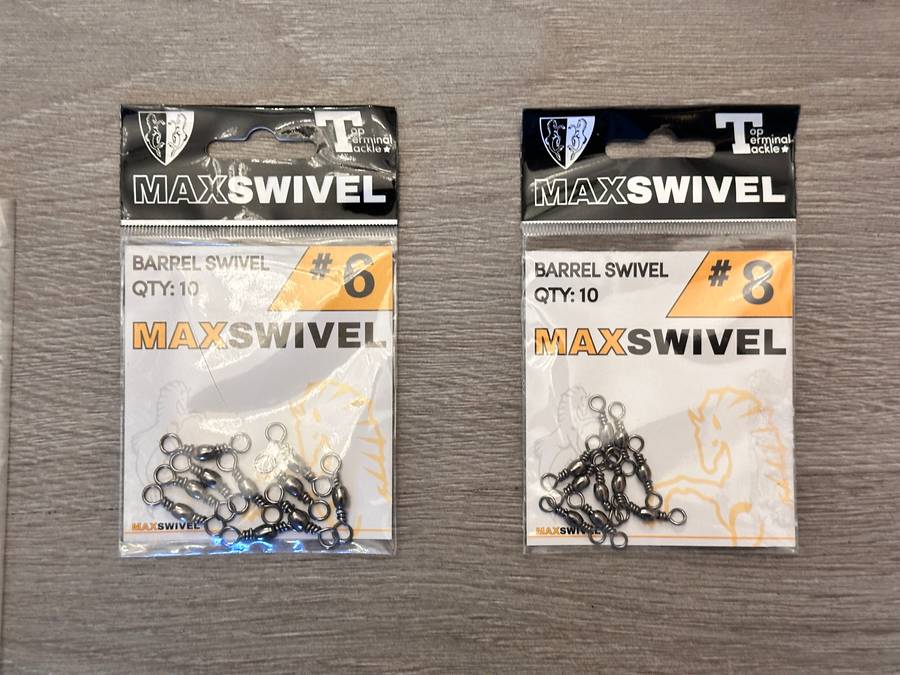 Top
Terminal
Tackle
MAXSWIVEL
BARREL SWIVEL
QTY: 10
#6
MAXSWIVEL
MAXSWIVEL
Top
Terminal
Tackle
MAXSWIVEL
BARREL SWIVEL
QTY: 10
#8
MAXSWIVEL
MAXSWIVEL